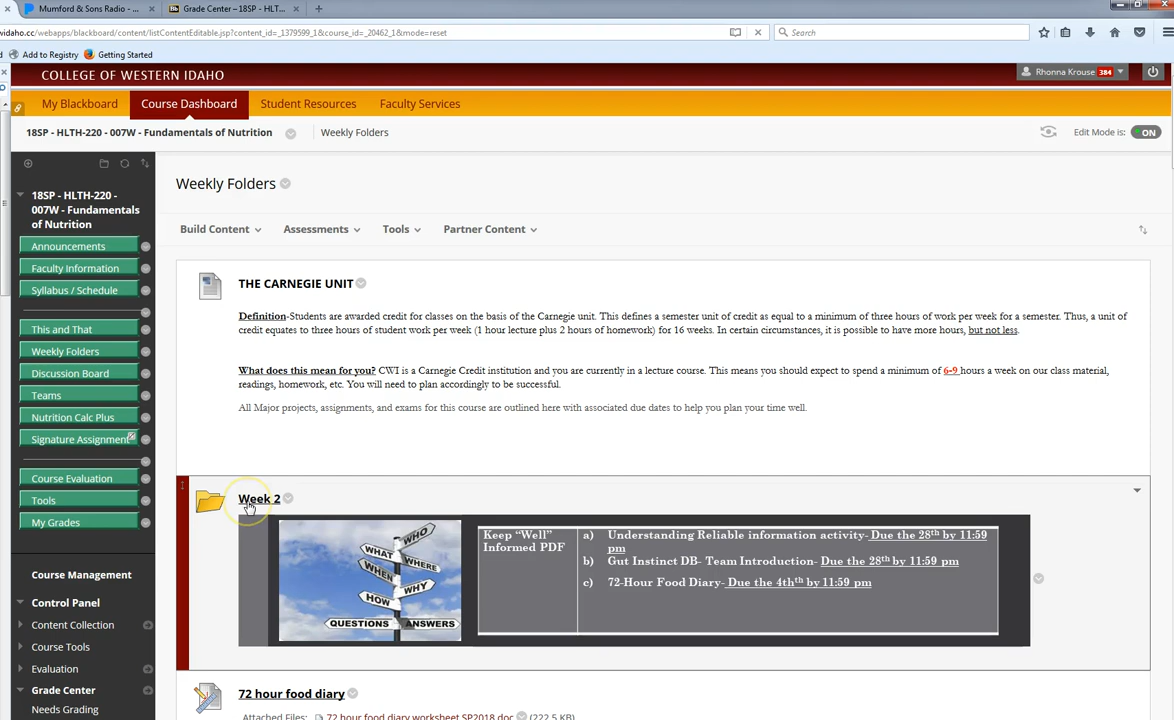 Mumford & Sons Radio - ...
Grade Center – 18SP - HLT...
widaho.cc/webapps/blackboard/content/listContentEditable.jsp?content_id=_1379599_1&course_id=_20462_1&mode=reset
Search
Add to Registry
Getting Started
COLLEGE OF WESTERN IDAHO
Rhonna Krouse 384
My Blackboard
Course Dashboard
Student Resources
Faculty Services
18SP - HLTH-220 - 007W - Fundamentals of Nutrition
Weekly Folders
Edit Mode is:
ON
18SP - HLTH-220 -
007W - Fundamentals
of Nutrition
Announcements
Faculty Information
Syllabus / Schedule
This and That
Weekly Folders
Discussion Board
Teams
Nutrition Calc Plus
Signature Assignment
Course Evaluation
Tools
My Grades
Course Management
Control Panel
Content Collection
Course Tools
Evaluation
Grade Center
Needs Grading
Weekly Folders
Build Content
Assessments
Tools
Partner Content
THE CARNEGIE UNIT
Definition-Students are awarded credit for classes on the basis of the Carnegie unit. This defines a semester unit of credit as equal to a minimum of three hours of work per week for a semester. Thus, a unit of
credit equates to three hours of student work per week (1 hour lecture plus 2 hours of homework) for 16 weeks. In certain circumstances, it is possible to have more hours, but not less.
What does this mean for you? CWI is a Carnegie Credit institution and you are currently in a lecture course. This means you should expect to spend a minimum of 6-9 hours a week on our class material,
readings, homework, etc. You will need to plan accordingly to be successful.
All Major projects, assignments, and exams for this course are outlined here with associated due dates to help you plan your time well.
Week 2
WHO
WHAT
WHERE
WHEN
WHY
HOW
QUESTIONS
ANSWERS
Keep “Well”
Informed PDF
a) Understanding Reliable information activity- Due the 28th by 11:59
pm
b) Gut Instinct DB- Team Introduction- Due the 28th by 11:59 pm
c) 72-Hour Food Diary- Due the 4thth by 11:59 pm
72 hour food diary
Attached Files: 72 hour food diary worksheet SP2018.doc (222.5 KB)